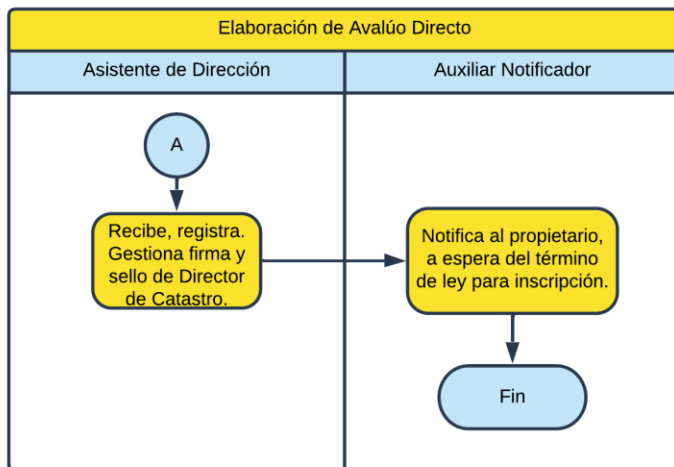 Elaboración de Avalúo Directo
Asistente de Dirección
Auxiliar Notificador
A
Recibe, registra.
Gestiona firma y
sello de Director
de Catastro.
Notifica al propietario,
a espera del término
de ley para inscripción.
Fin